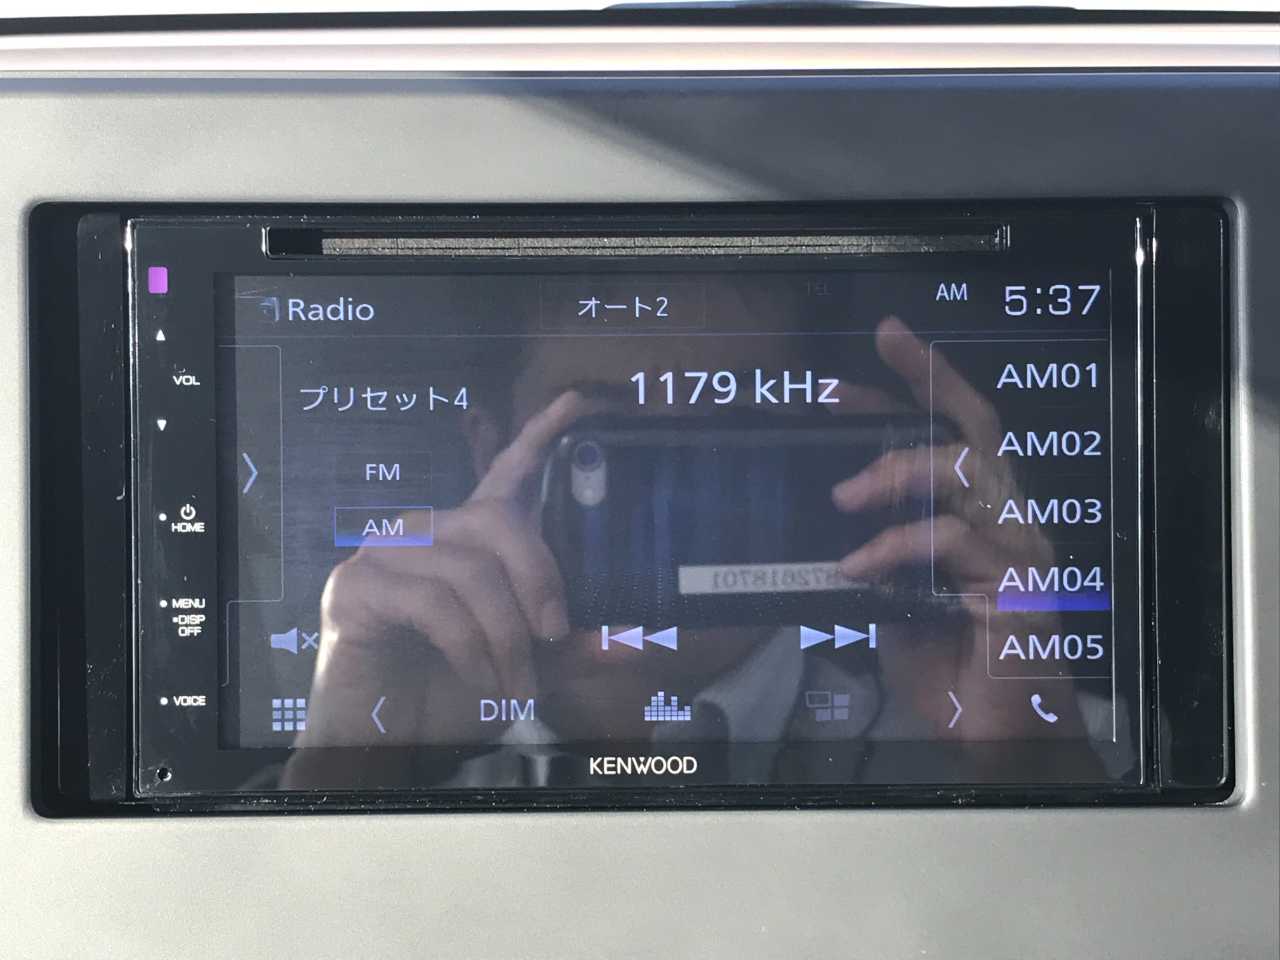 Radio
オート2
TEL
AM 5:37
プリセット4
1179 kHz
FM
AM
AM01
AM02
AM03
AM04
AM05
DIM
VOL
HOME
MENU
DISP
OFF
VOICE
KENWOOD